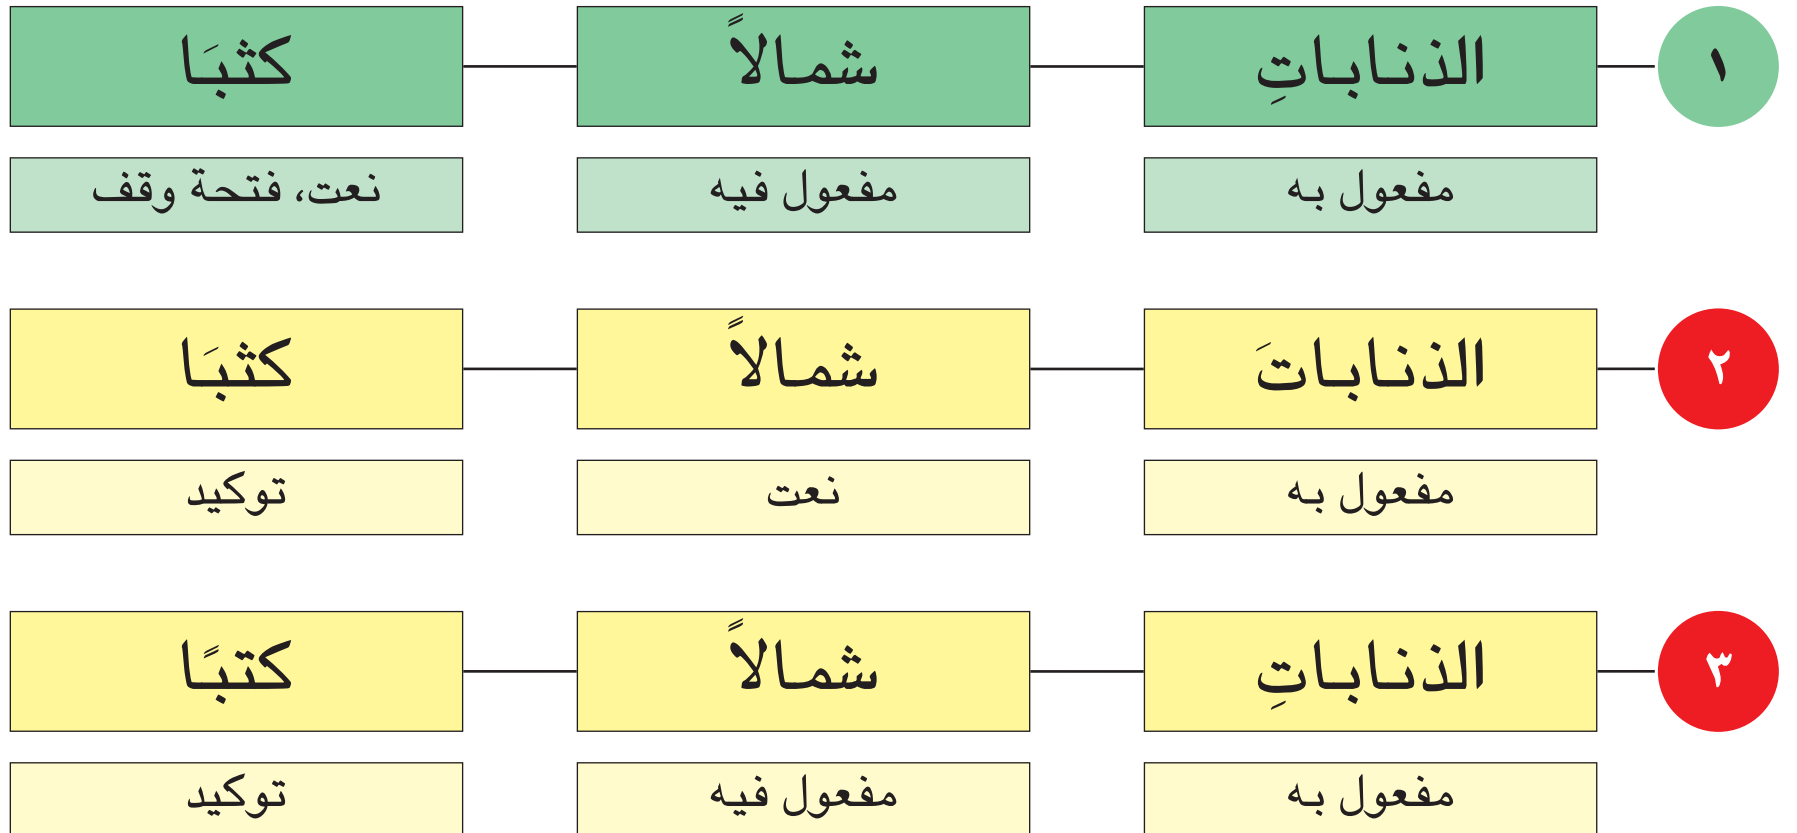 ١ الذناباتِ شمالاً كثبَا
مفعول به مفعول فيه نعت، فتحة وقف
٢ الذناباتَ شمالاً كثبَا
مفعول به نعت توكيد
٣ الذناباتِ شمالاً كتبًا
مفعول به مفعول فيه توكيد